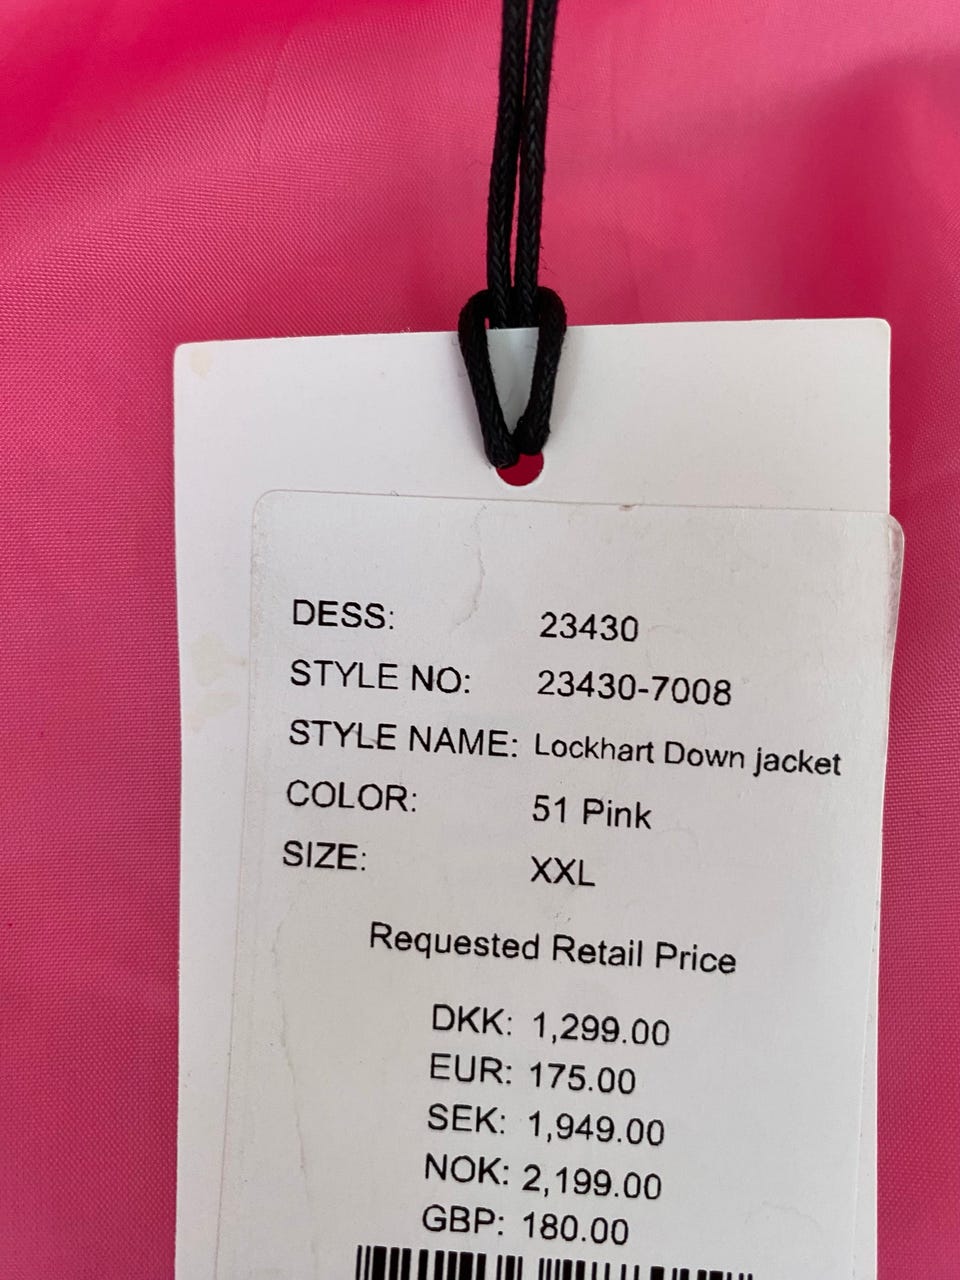 DESS: 23430
STYLE NO: 23430-7008
STYLE NAME: Lockhart Down jacket
COLOR: 51 Pink
SIZE: XXL
Requested Retail Price
DKK: 1,299.00
EUR: 175.00
SEK: 1,949.00
NOK: 2,199.00
GBP: 180.00